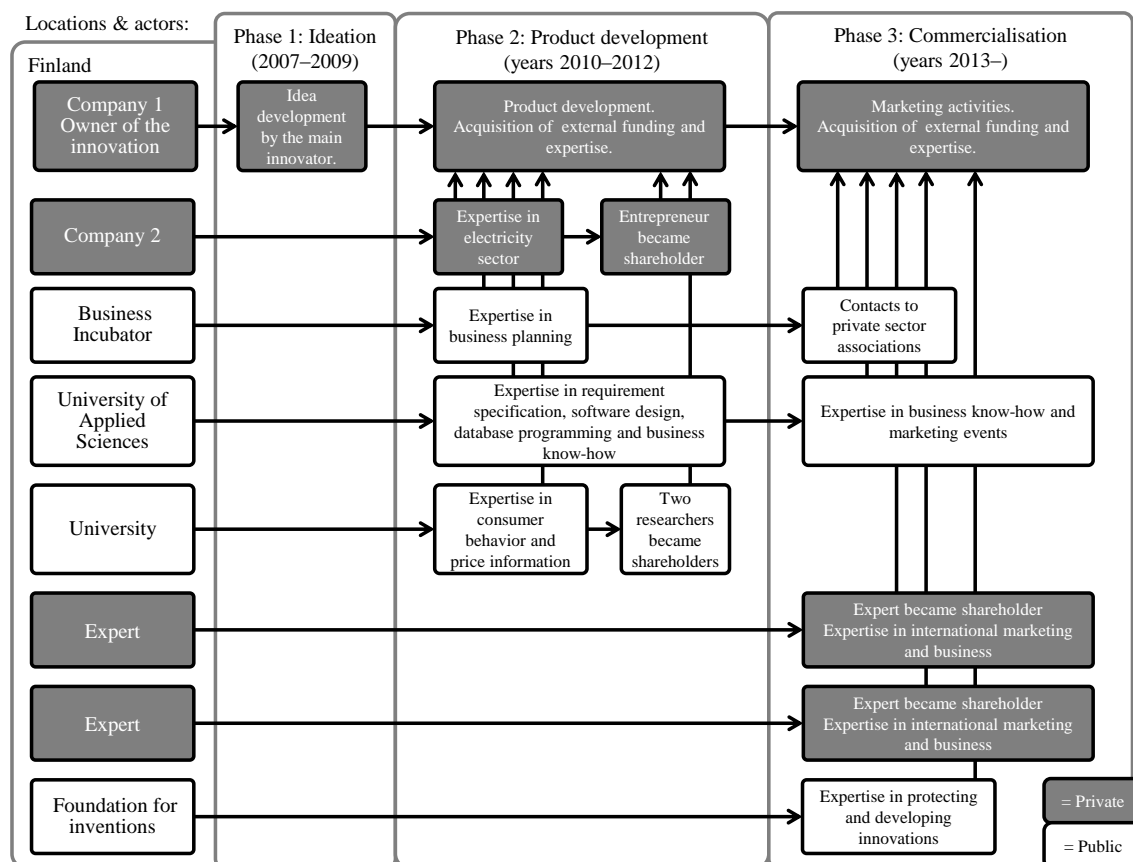 Locations & actors:
Phase 1: Ideation
(2007–2009)
Phase 2: Product development
(years 2010–2012)
Phase 3: Commercialisation
(years 2013–)
Finland
Company 1
Owner of the
innovation
Idea
development
by the main
innovator.
Product development.
Acquisition of external funding and
expertise.
Marketing activities.
Acquisition of external funding and
expertise.
Company 2
Expertise in
electricity
sector
Entrepreneur
became
shareholder
Business
Incubator
Expertise in
business planning
Contacts to
private sector
associations
University of
Applied
Sciences
Expertise in requirement
specification, software design,
database programming and business
know-how
Expertise in business know-how and
marketing events
University
Expertise in
consumer
behavior and
price information
Two
researchers
became
shareholders
Expert
Expert became shareholder
Expertise in international marketing
and business
Expert
Expert became shareholder
Expertise in international marketing
and business
Foundation for
inventions
Expertise in protecting
and developing
innovations
= Private
= Public